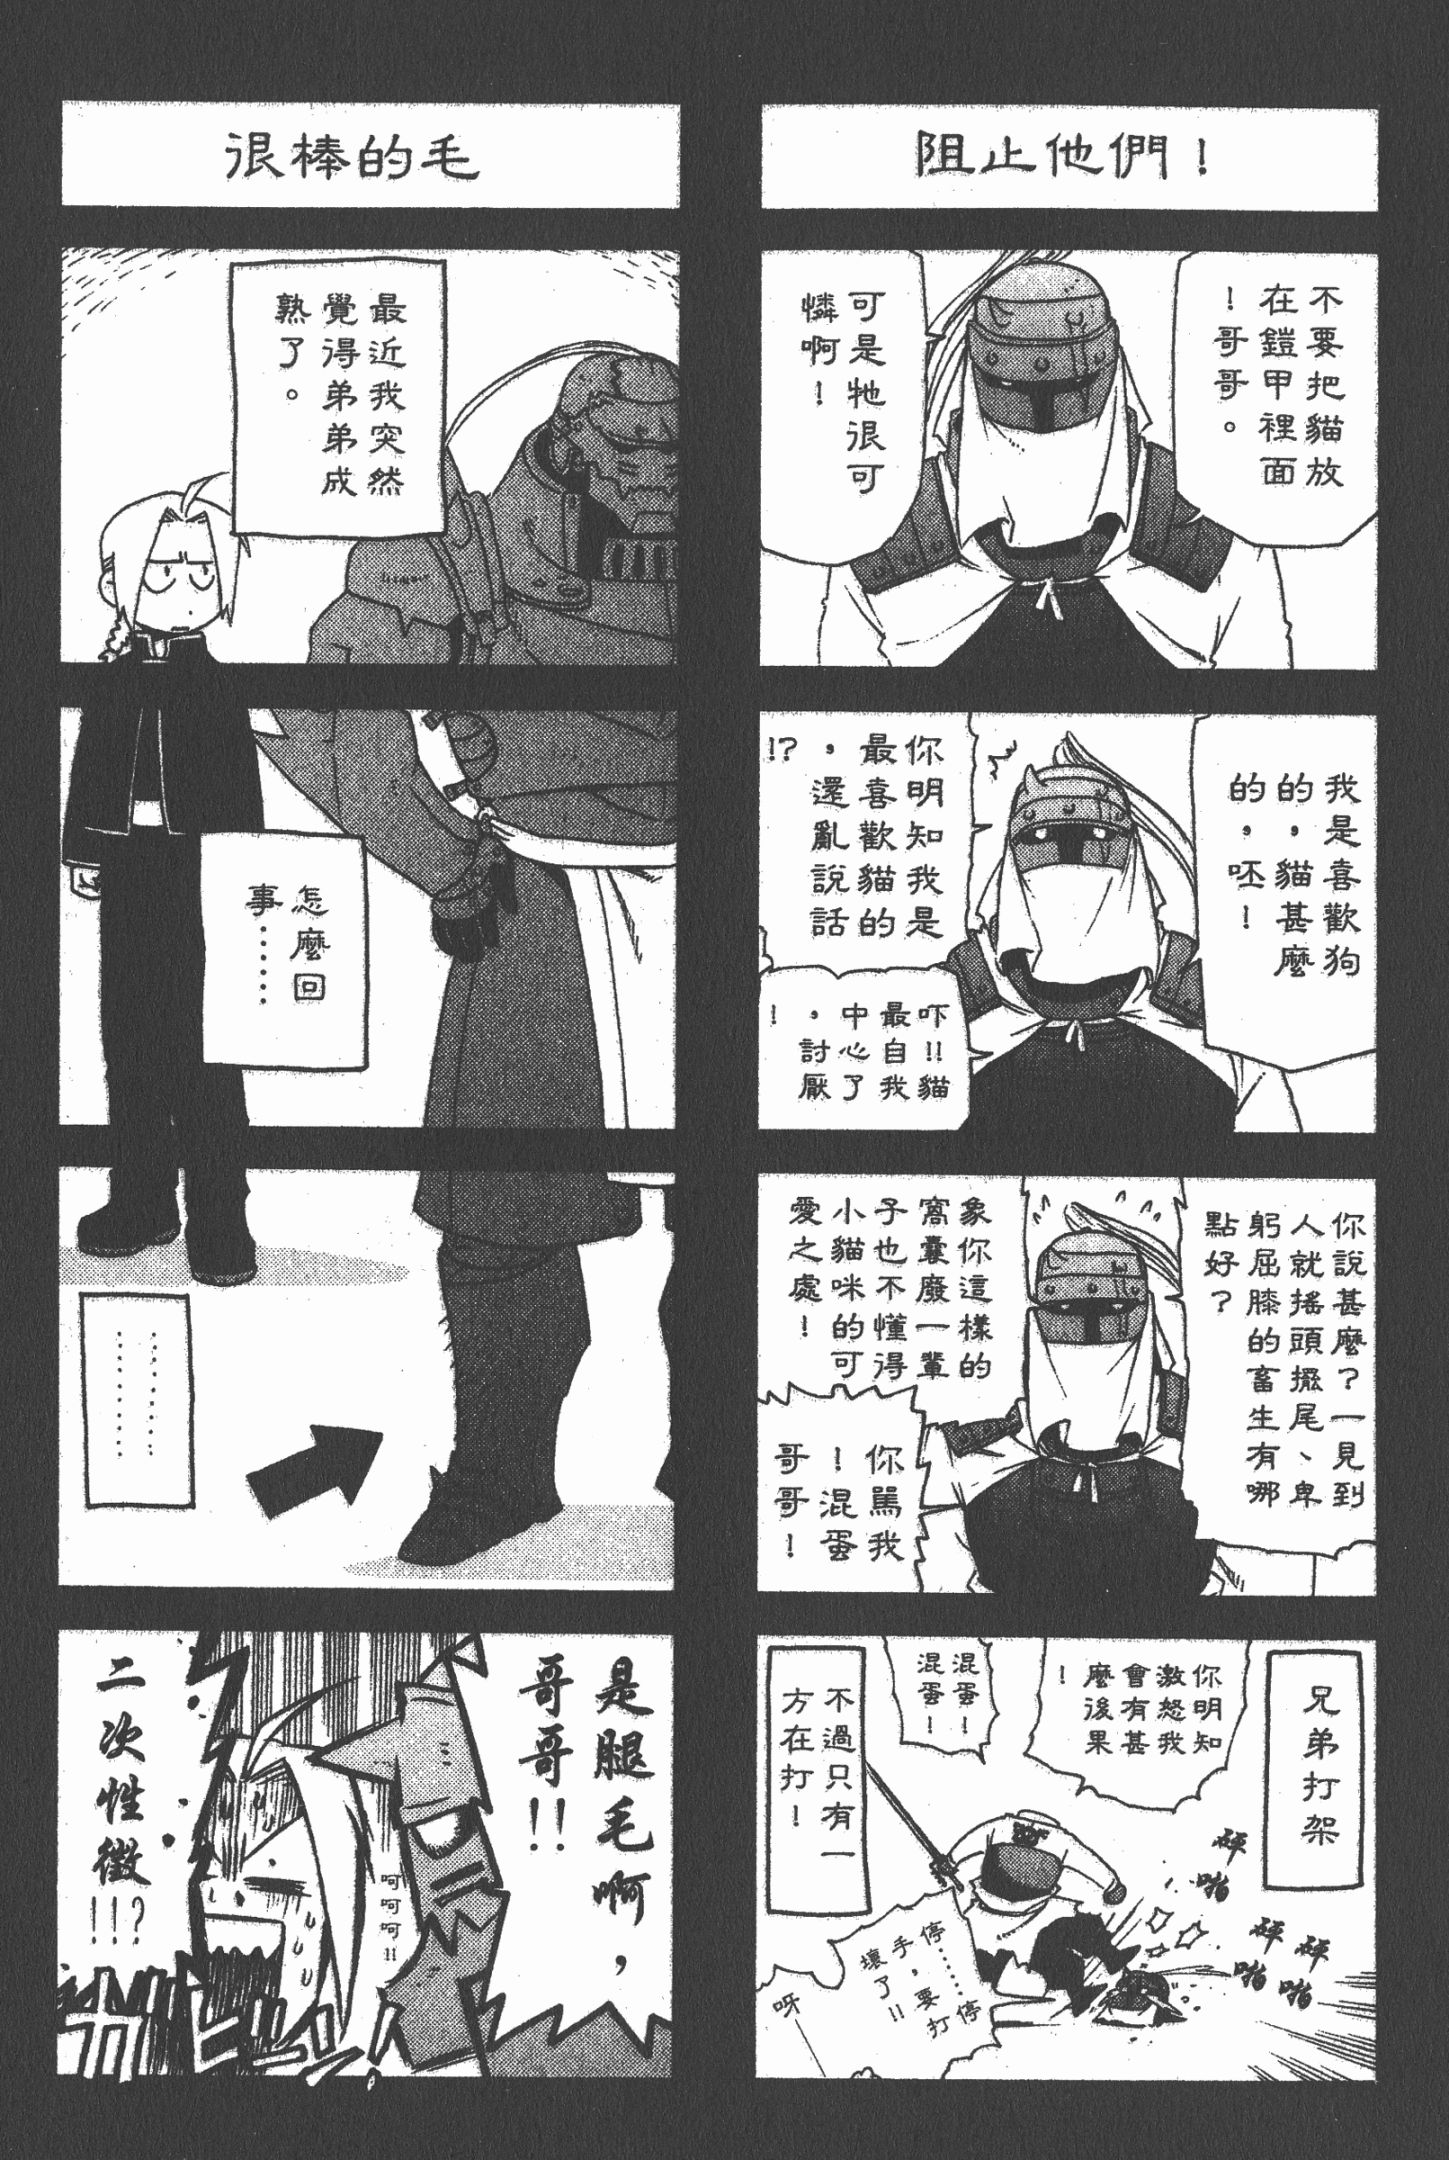 阻止他們！
不要把貓放
在鎧甲裡面
！哥哥。
可是牠很可
憐啊！
我是喜歡狗
的，貓甚麼
的，呸！
你明知我是
最喜歡貓的
，還亂說話
!?
吓!!貓
最自我
中心了
，討厭
！
你說甚麼？一見到
人就搖頭擺尾、卑
躬屈膝的畜生有哪
點好？
象你這樣的
窩囊廢一輩
子也不懂得
小貓咪的可
愛之處！
你罵我
！混蛋
哥哥！
兄弟打架
你明知
激怒我
會有甚
麼後果
！
混蛋！
混蛋！
不過只有一
方在打！
砰啪
砰啪
砰啪
停……停
手，要打
壞了!!
呀
很棒的毛
最近我突然
覺得弟弟成
熟了。
怎麼回
事……
…………
…………
是腿毛啊，
哥哥!!
呵呵呵!!
二次性徵!!?
ガビーン!